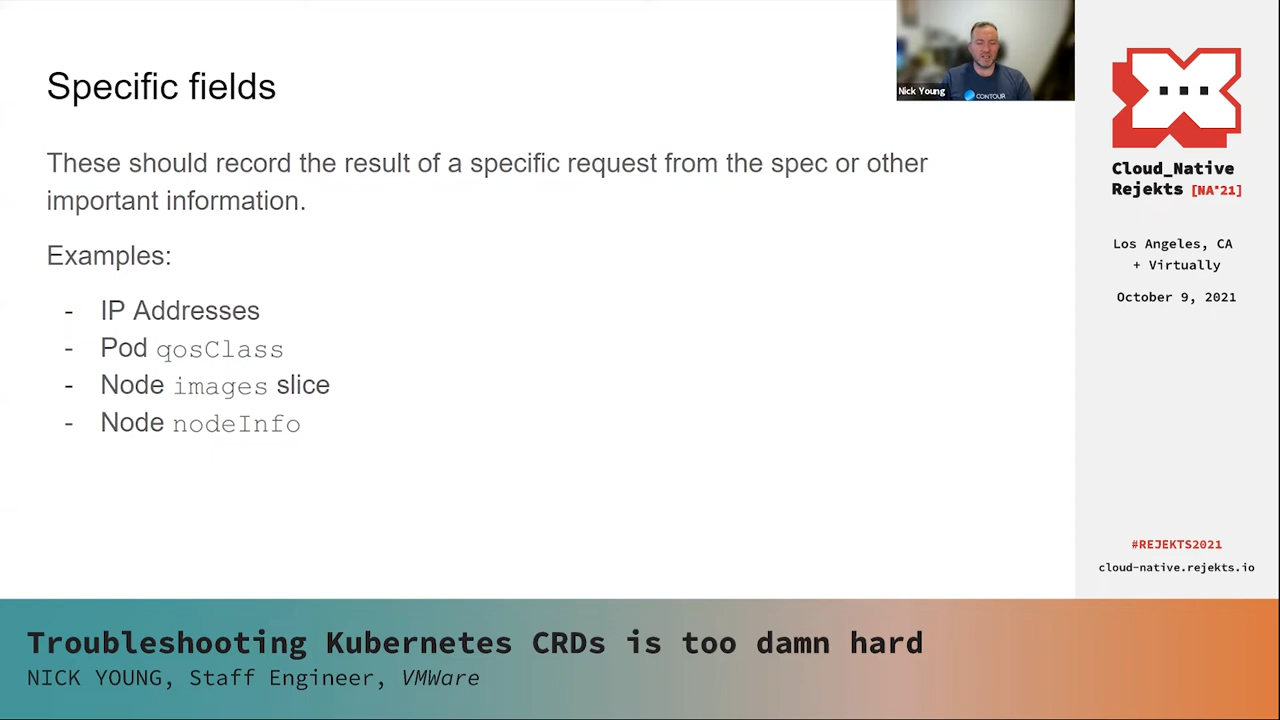 Specific fields
These should record the result of a specific request from the spec or other
important information.
Examples:
- IP Addresses
- Pod qosClass
- Node images slice
- Node nodeInfo
Nick Young
CONTOUR
Cloud_Native
Rejekts [NA'21]
Los Angeles, CA
+ Virtually
October 9, 2021
#REJEKTS2021
cloud-native.rejekts.io
Troubleshooting Kubernetes CRDs is too damn hard
NICK YOUNG, Staff Engineer, VMWare